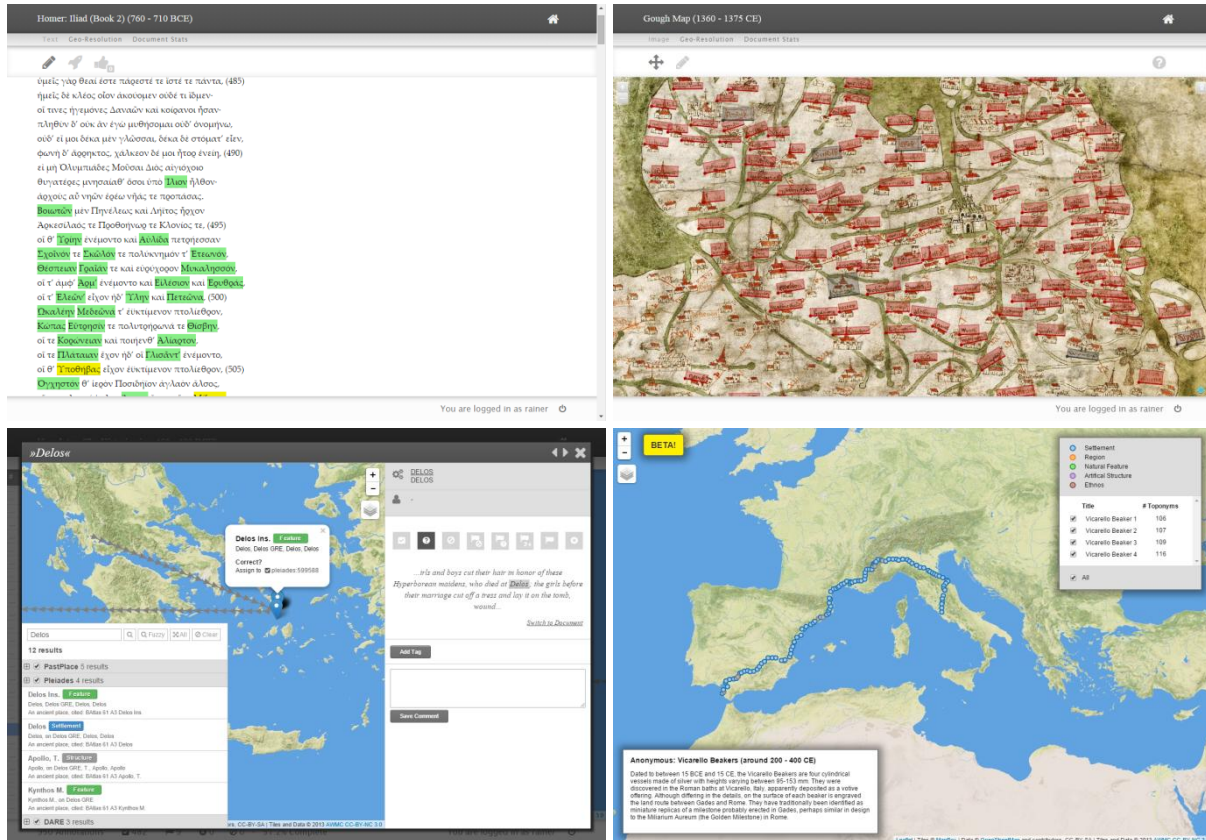 Homer: Iliad (Book 2) (760 - 710 BCE)
Text Geo-Resolution Document Stats
ὑμεῖς γὰρ θεαί ἐστε πάρεστέ τε ἴστέ τε πάντα, (485)
ἡμεῖς δὲ κλέος οἶον ἀκούομεν οὐδέ τι ἴδμεν-
οἵ τινες ἡγεμόνες Δαναῶν καὶ κοίρανοι ἦσαν-
πληθὺν δ' οὐκ ἂν ἐγὼ μυθήσομαι οὐδ' ὀνομήνω,
οὐδ' εἴ μοι δέκα μὲν γλῶσσαι, δέκα δὲ στόματ' εἶεν,
φωνὴ δ' ἄρρηκτος, χάλκεον δέ μοι ἦτορ ἐνείη, (490)
εἰ μὴ Ὀλυμπιάδες Μοῦσαι Διὸς αἰγιόχοιο
θυγατέρες μνησαίαθ' ὅσοι ὑπὸ Ἴλιον ἦλθον-
ἀρχοὺς αὖ νηῶν ἐρέω νῆάς τε προπάσας.
Βοιωτῶν μὲν Πηνέλεως καὶ Λήϊτος ἦρχον
Ἀρκεσίλαός τε Προθοήνωρ τε Κλονίος τε, (495)
οἵ θ' Ὑρίην ἐνέμοντο καὶ Αὐλίδα πετρήεσσαν
Σχοῖνόν τε Σκῶλόν τε πολύκνημόν τ' Ἐτεωνόν,
Θέσπειαν Γραῖάν τε καὶ εὐρύχορον Μυκαλησσόν,
οἵ τ' ἀμφ' Ἅρμ' ἐνέμοντο καὶ Εἰλέσιον καὶ Ἐρυθράς,
οἵ τ' Ἐλεῶν' εἶχον ἠδ' Ὕλην καὶ Πετεῶνα, (500)
Ὠκαλέην Μεδεῶνά τ' ἐϋκτίμενον πτολίεθρον,
Κώπας Εὔτρησίν τε πολυτρήρωνά τε Θίσβην,
οἵ τε Κορώνειαν καὶ ποιήενθ' Ἁλίαρτον,
οἵ τε Πλάταιαν ἔχον ἠδ' οἳ Γλισᾶντ' ἐνέμοντο,
οἵ θ' Ὑποθήβας εἶχον ἐϋκτίμενον πτολίεθρον, (505)
Ὀγχηστόν θ' ἱερὸν Ποσιδήϊον ἀγλαὸν ἄλσος,
You are logged in as rainer
Gough Map (1360 - 1375 CE)
Image Geo-Resolution Document Stats
You are logged in as rainer
»Delos«
Delos Ins. Feature
Delos, Delos GRE, Delos, Delos
Correct?
Assign to pleiades:599588
Delos
Fuzzy All Clear
12 results
PastPlace 5 results
Pleiades 4 results
Delos Ins. Feature
Delos, Delos GRE, Delos, Delos
An ancient place, cited: BAtlas 61 A3 Delos Ins
Delos Settlement
Delos, on Delos GRE, Delos, Delos
An ancient place, cited: BAtlas 61 A3 Delos
Apollo, T. Structure
Apollo, on Delos GRE, T., Apollo, Apollo
An ancient place, cited: BAtlas 61 A3 Apollo, T.
Kynthos M. Feature
Kynthos M., on Delos GRE
An ancient place, cited: BAtlas 61 A3 Kynthos M.
DARE 3 results
CC-BY-SA | Tiles and Data © 2013 AWMC CC-BY-NC 3.0
DELOS
DELOS
...irls and boys cut their hair in honor of these
Hyperborean maidens, who died at Delos, the girls before
their marriage cut off a tress and lay it on the tomb,
wound...
Switch to Document
Add Tag
Save Comment
BETA!
Settlement
Region
Natural Feature
Artifical Structure
Ethnos
Title # Toponyms
Vicarello Beaker 1 106
Vicarello Beaker 2 107
Vicarello Beaker 3 109
Vicarello Beaker 4 116
All
Anonymous: Vicarello Beakers (around 200 - 400 CE)
Dated to between 15 BCE and 15 CE, the Vicarello Beakers are four cylindrical
vessels made of silver with heights varying between 95-153 mm. They were
discovered in the Roman baths at Vicarello, Italy, apparently deposited as a votive
offering. Although differing in the details, on the surface of each beaker is engraved
the land route between Gades and Rome. They have traditionally been identified as
miniature replicas of a milestone probably erected in Gades, perhaps similar in design
to the Miliarium Aureum (the Golden Milestone) in Rome.